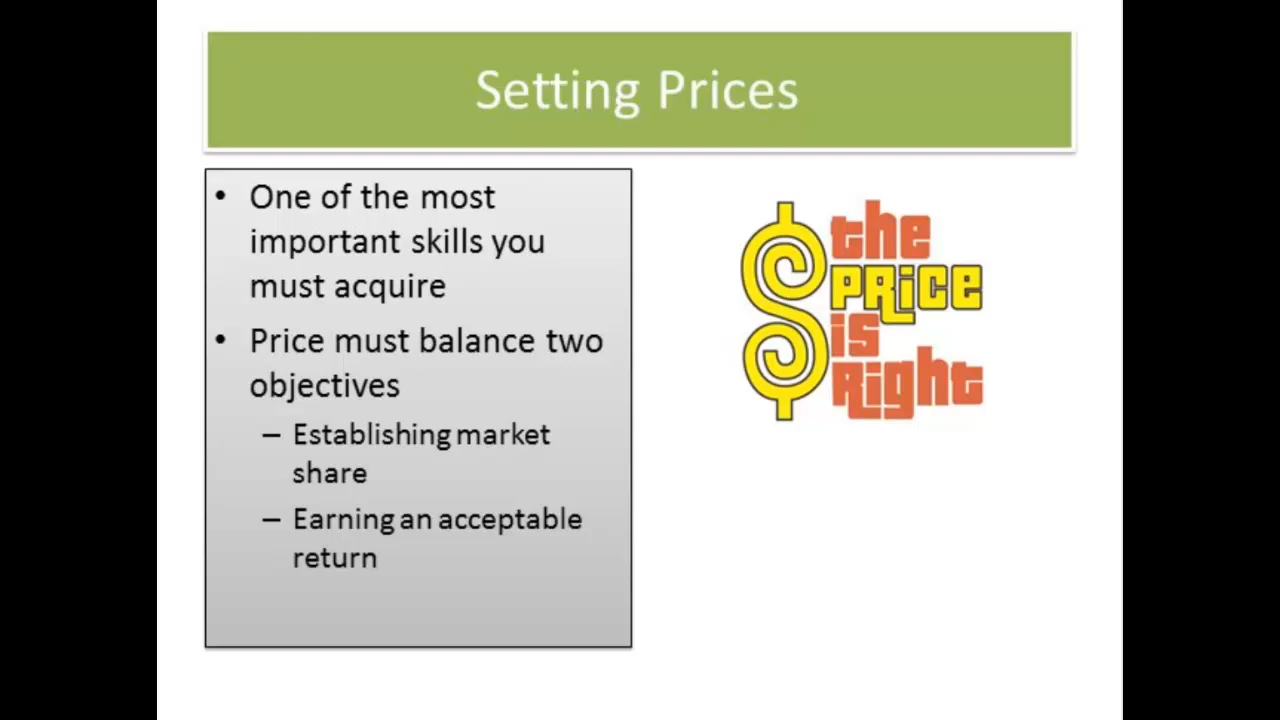 Setting Prices
• One of the most
important skills you
must acquire
• Price must balance two
objectives
– Establishing market
share
– Earning an acceptable
return
the
PRiCE
is
Right